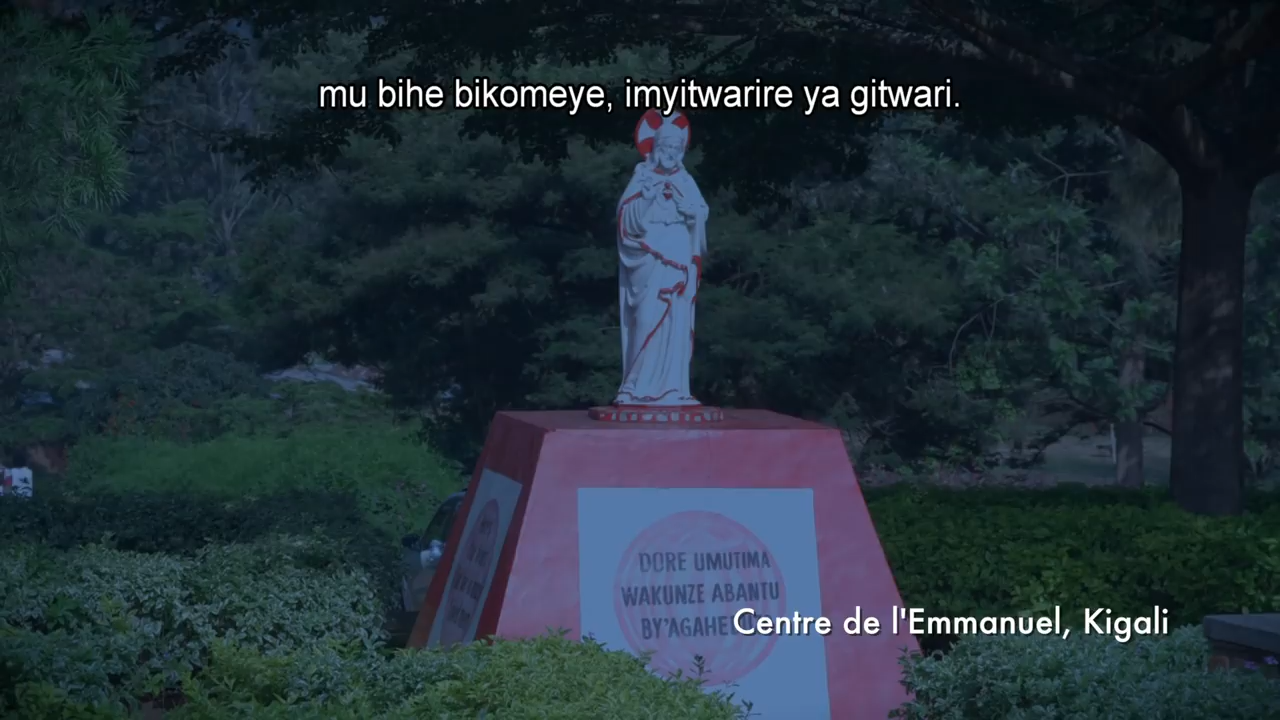 mu bihe bikomeye, imyitwarire ya gitwari.
DORE UMUTIMA
WAKUNZE ABANTU
Centre de l'Emmanuel, Kigali